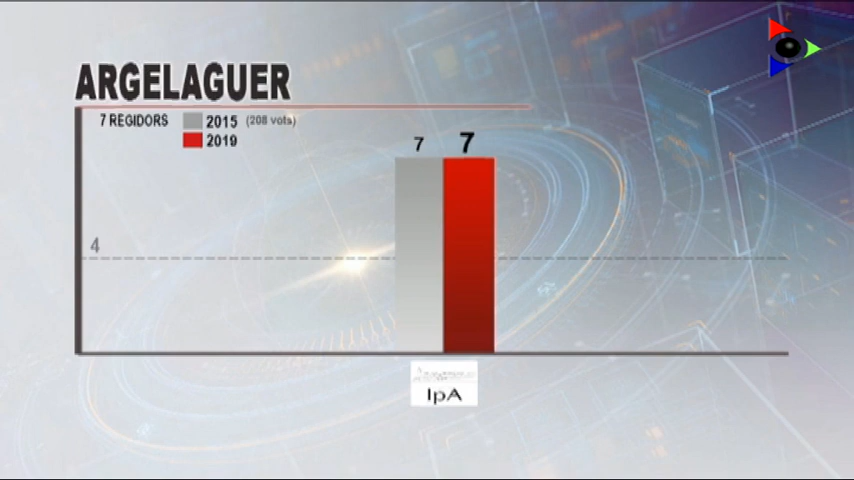 ARGELAGUER
7 REGIDORS 2015 (208 vots)
2019
7 7
4
IpA